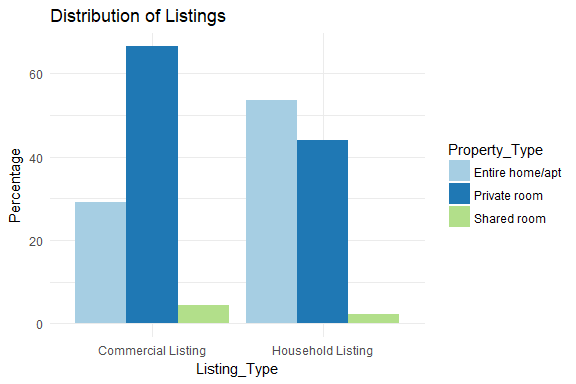 Distribution of Listings
Percentage
60
40
20
0
Commercial Listing
Household Listing
Listing_Type
Property_Type
Entire home/apt
Private room
Shared room